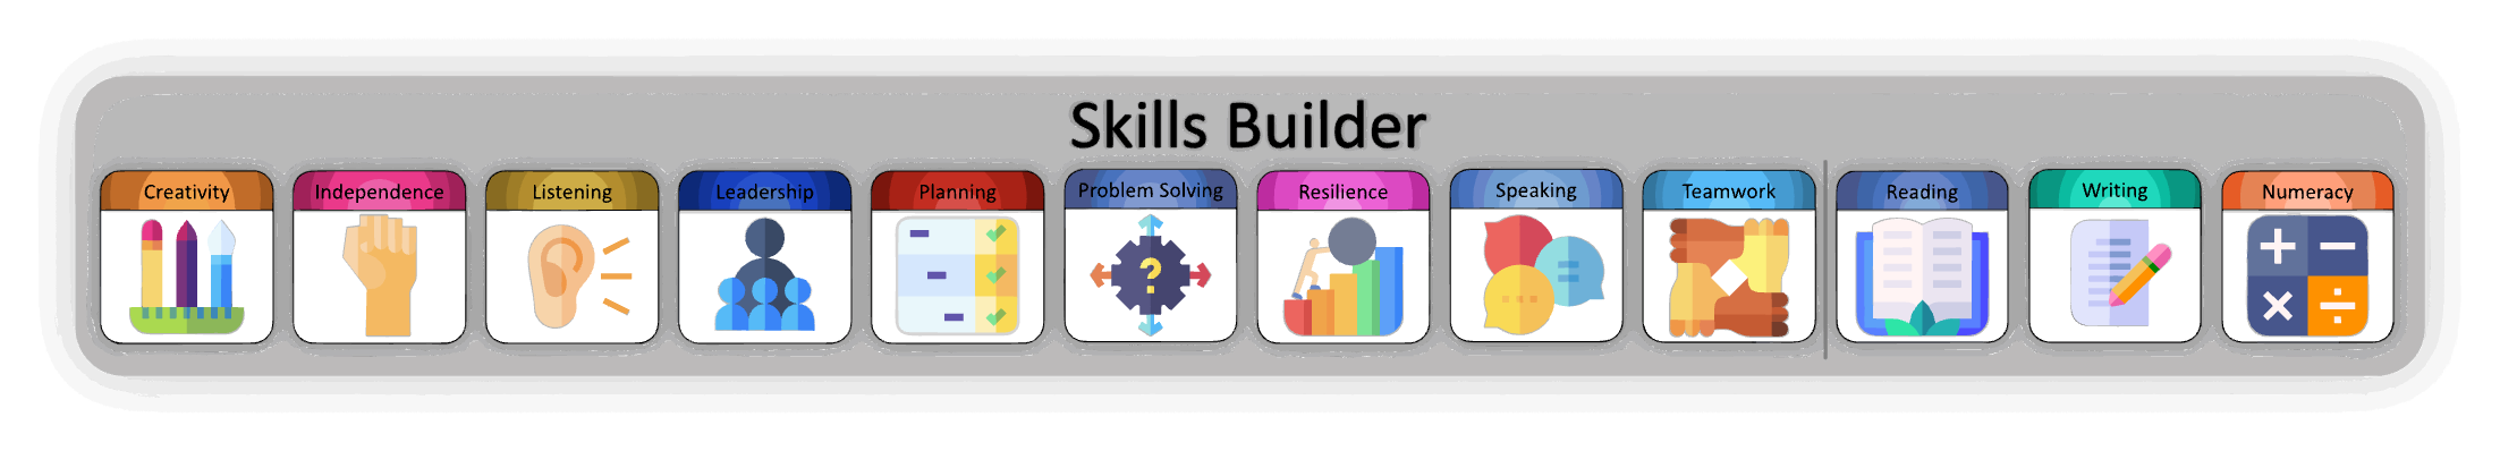 Skills Builder
Creativity
Independence
Listening
Leadership
Planning
Problem Solving
Resilience
Speaking
Teamwork
Reading
Writing
Numeracy
?
+ −
× ÷